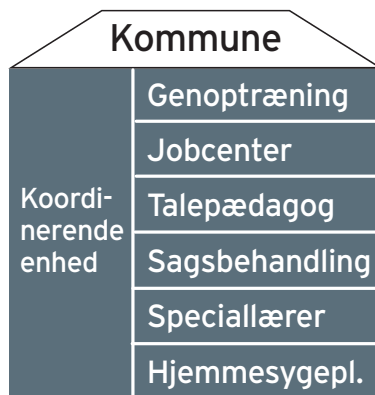 Kommune
Koordi-
nerende
enhed
Genoptræning
Jobcenter
Talepædagog
Sagsbehandling
Speciallærer
Hjemmesygepl.